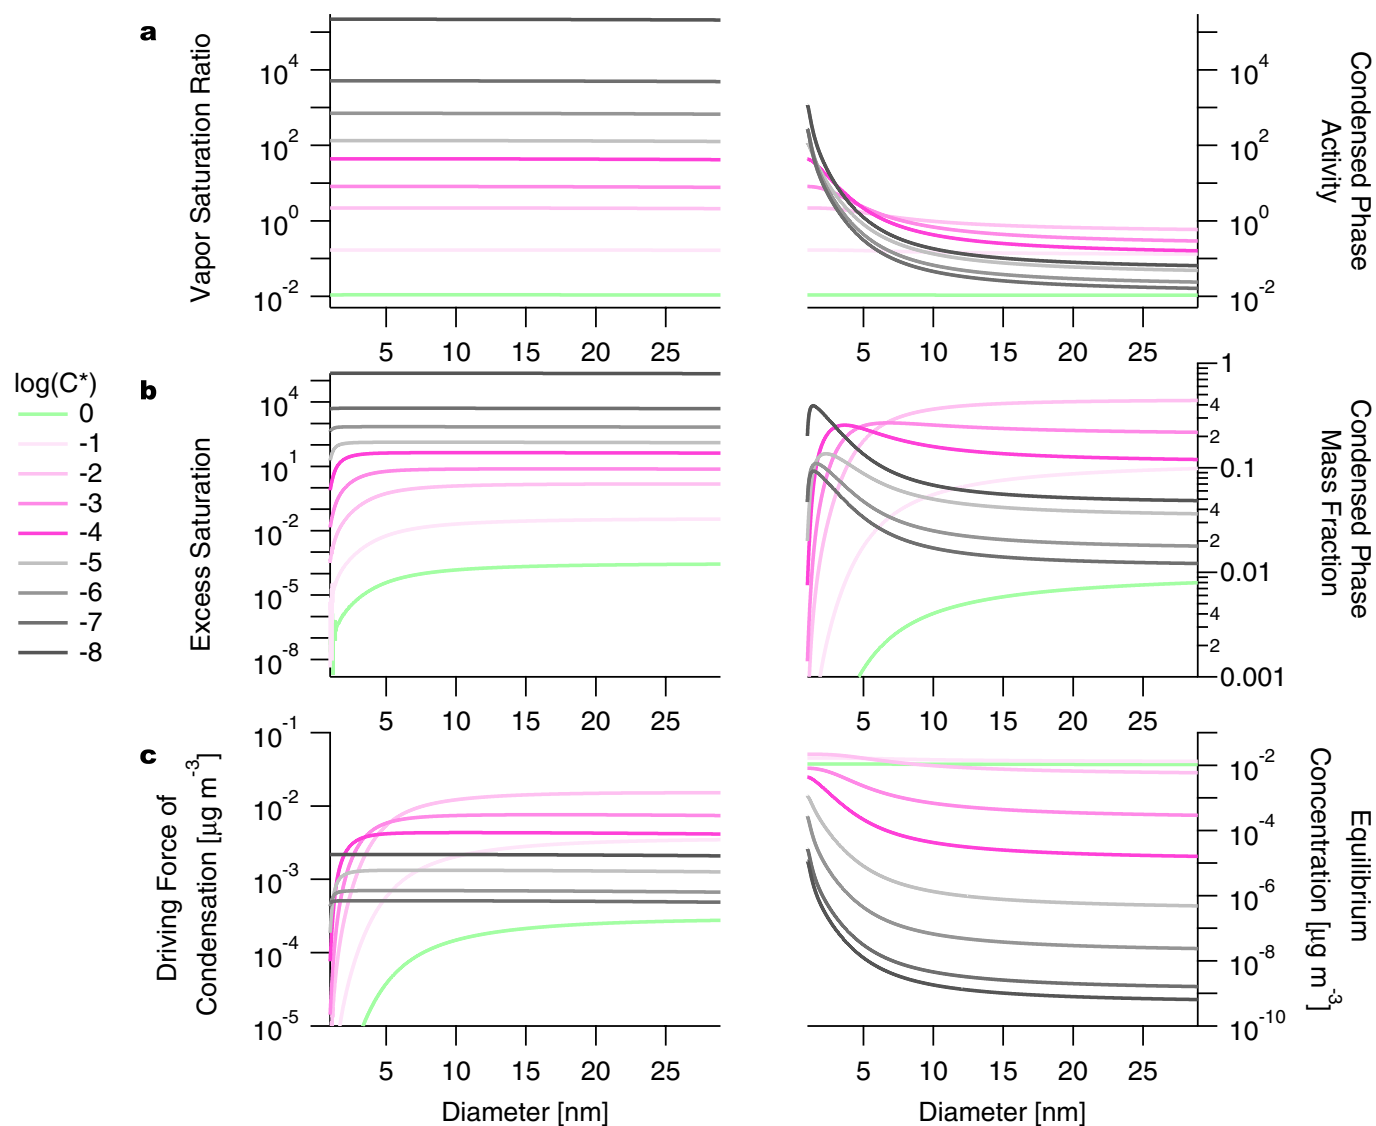 a
Vapor Saturation Ratio
10^4
10^2
10^0
10^-2
5 10 15 20 25
10^4
10^2
10^0
10^-2
5 10 15 20 25
Condensed Phase
Activity
log(C*)
0
-1
-2
-3
-4
-5
-6
-7
-8
b
Excess Saturation
10^4
10^1
10^-2
10^-5
10^-8
5 10 15 20 25
1
4
2
0.1
4
2
0.01
4
2
0.001
5 10 15 20 25
Condensed Phase
Mass Fraction
c
Driving Force of
Condensation [µg m^-3]
10^-1
10^-2
10^-3
10^-4
10^-5
5 10 15 20 25
Diameter [nm]
10^-2
10^-4
10^-6
10^-8
10^-10
5 10 15 20 25
Diameter [nm]
Equilibrium
Concentration [µg m^-3]